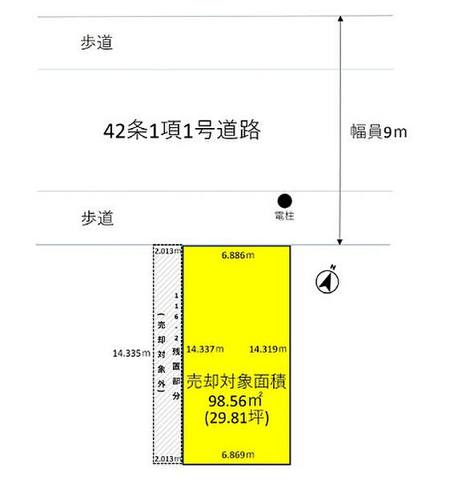 歩道
42条1項1号道路
幅員9m
歩道
電柱
2.013m
6.886m
N
116-2残置部分
(売却対象外)
14.335m
14.337m
14.319m
売却対象面積
98.56㎡
(29.81坪)
2.013m
6.869m